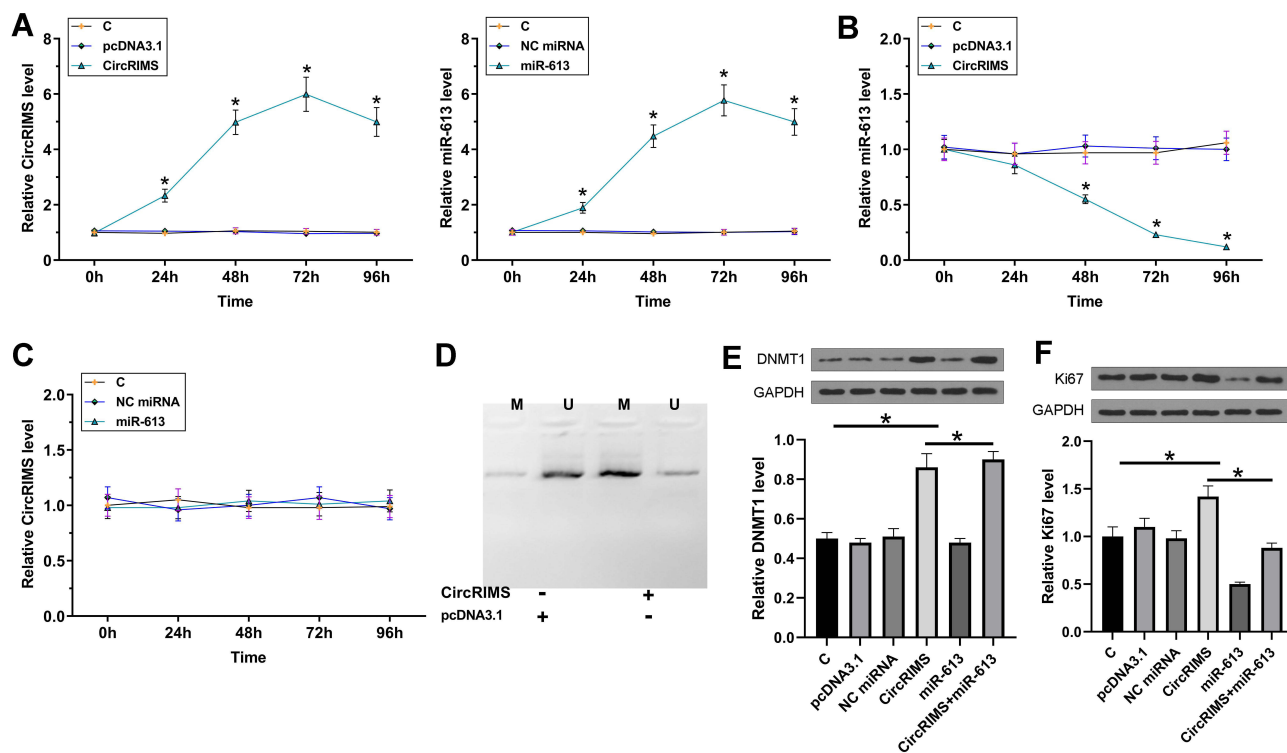 A
C
pcDNA3.1
CircRIMS
Relative CircRIMS level
8
6
4
2
0
*
*
*
*
0h 24h 48h 72h 96h
Time
C
NC miRNA
miR-613
Relative miR-613 level
8
6
4
2
0
*
*
*
*
0h 24h 48h 72h 96h
Time
B
C
pcDNA3.1
CircRIMS
Relative miR-613 level
2.0
1.5
1.0
0.5
0.0
*
*
*
0h 24h 48h 72h 96h
Time
C
C
NC miRNA
miR-613
Relative CircRIMS level
2.0
1.5
1.0
0.5
0.0
0h 24h 48h 72h 96h
Time
D
M U M U
CircRIMS - +
pcDNA3.1 + -
E
DNMT1
GAPDH
Relative DNMT1 level
1.0
0.8
0.6
0.4
0.2
0.0
*
*
C
pcDNA3.1
NC miRNA
CircRIMS
miR-613
CircRIMS+miR-613
F
Ki67
GAPDH
Relative Ki67 level
2.0
1.5
1.0
0.5
0.0
*
*
C
pcDNA3.1
NC miRNA
CircRIMS
miR-613
CircRIMS+miR-613